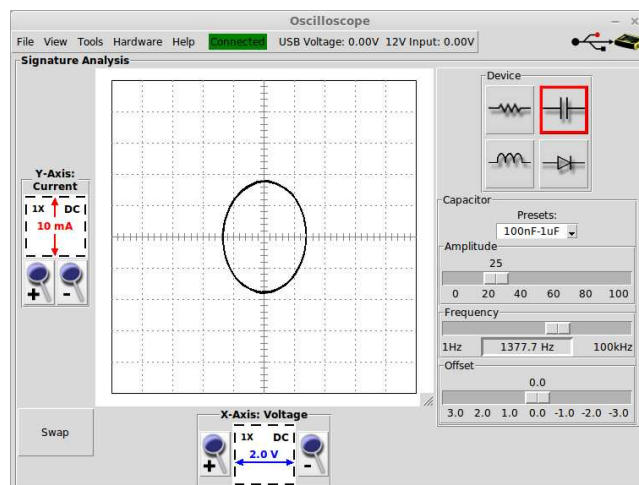 Oscilloscope
File View Tools Hardware Help Connected USB Voltage: 0.00V 12V Input: 0.00V
Signature Analysis
Device
Y-Axis:
Current
1X DC
10 mA
+ -
Capacitor
Presets:
100nF-1uF
Amplitude
25
0 20 40 60 80 100
Frequency
1Hz 1377.7 Hz 100kHz
Offset
0.0
3.0 2.0 1.0 0.0 -1.0 -2.0 -3.0
Swap
X-Axis: Voltage
1X DC
2.0 V
+ -